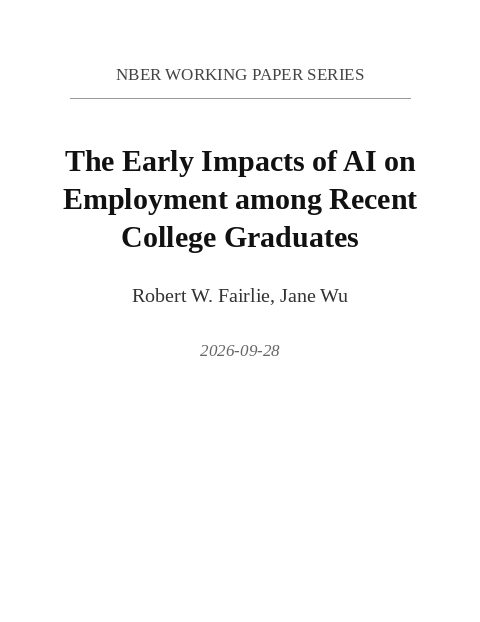 NBER WORKING PAPER SERIES
The Early Impacts of AI on
Employment among Recent
College Graduates
Robert W. Fairlie, Jane Wu
2026-09-28